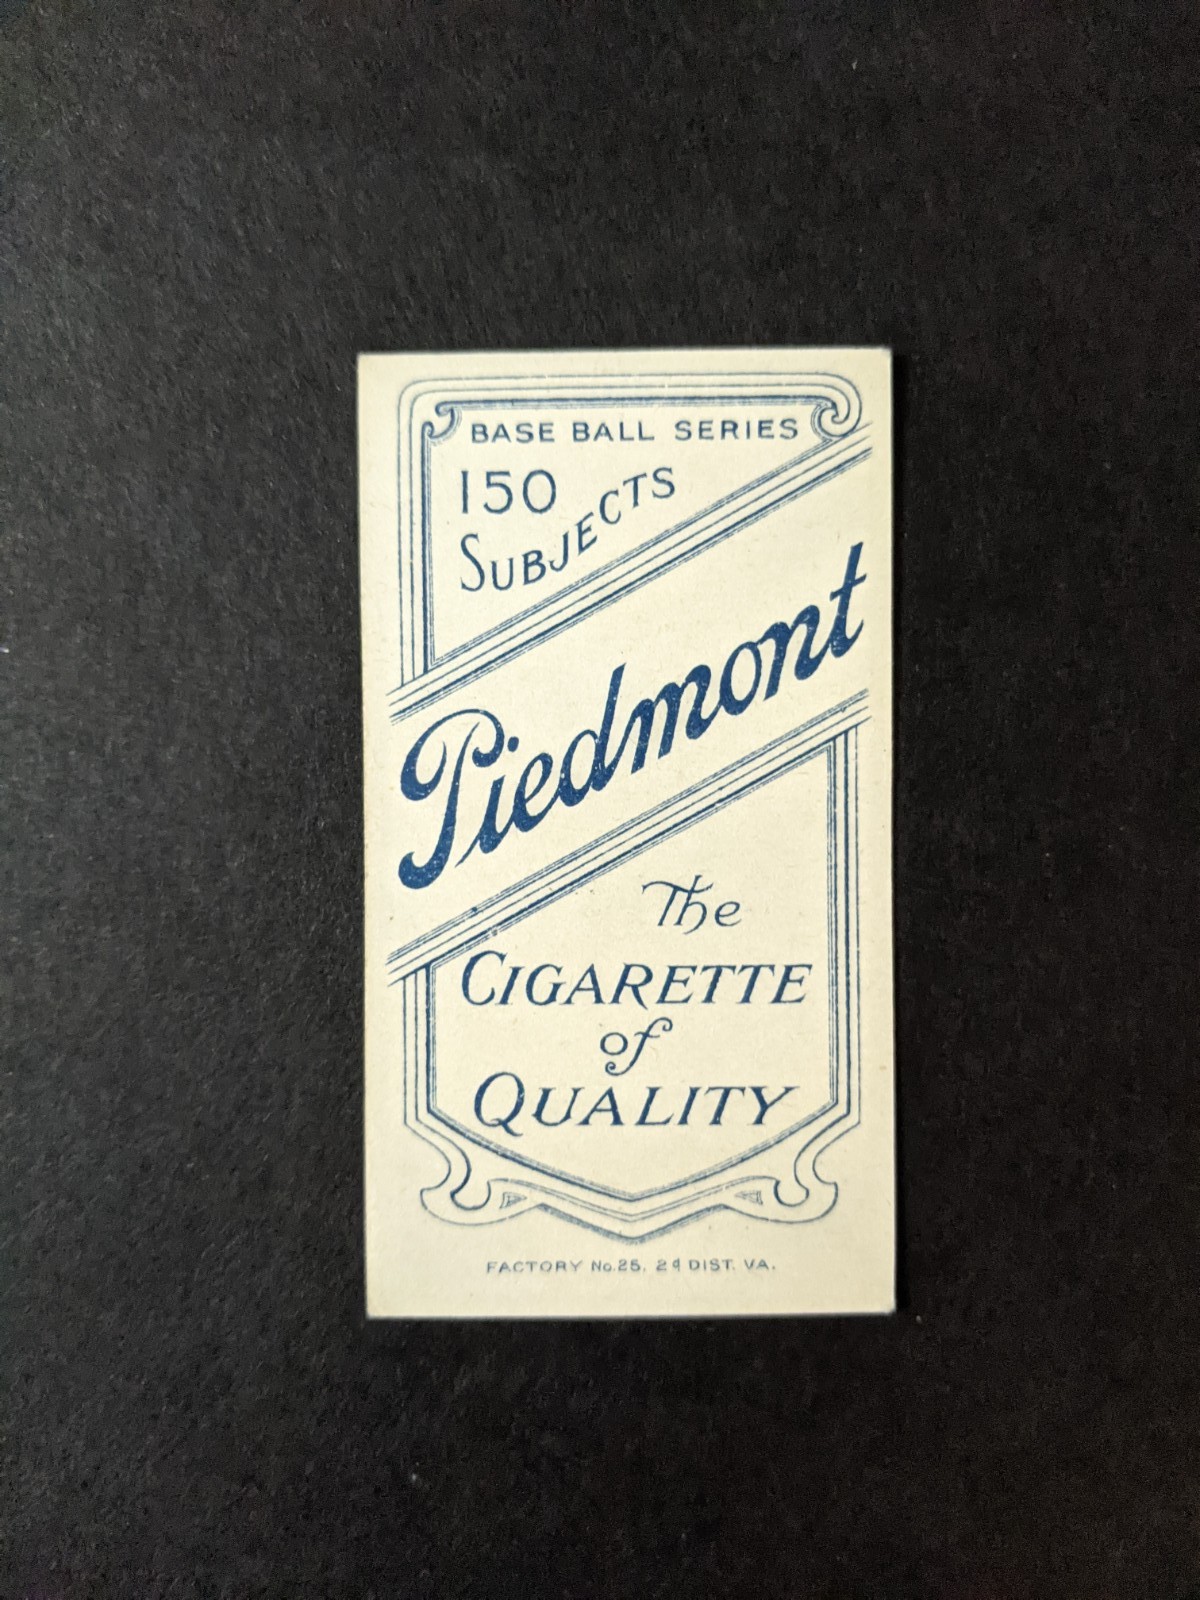 BASE BALL SERIES
150
SUBJECTS
Piedmont
The
CIGARETTE
of
QUALITY
FACTORY No.25, 2d DIST. VA.